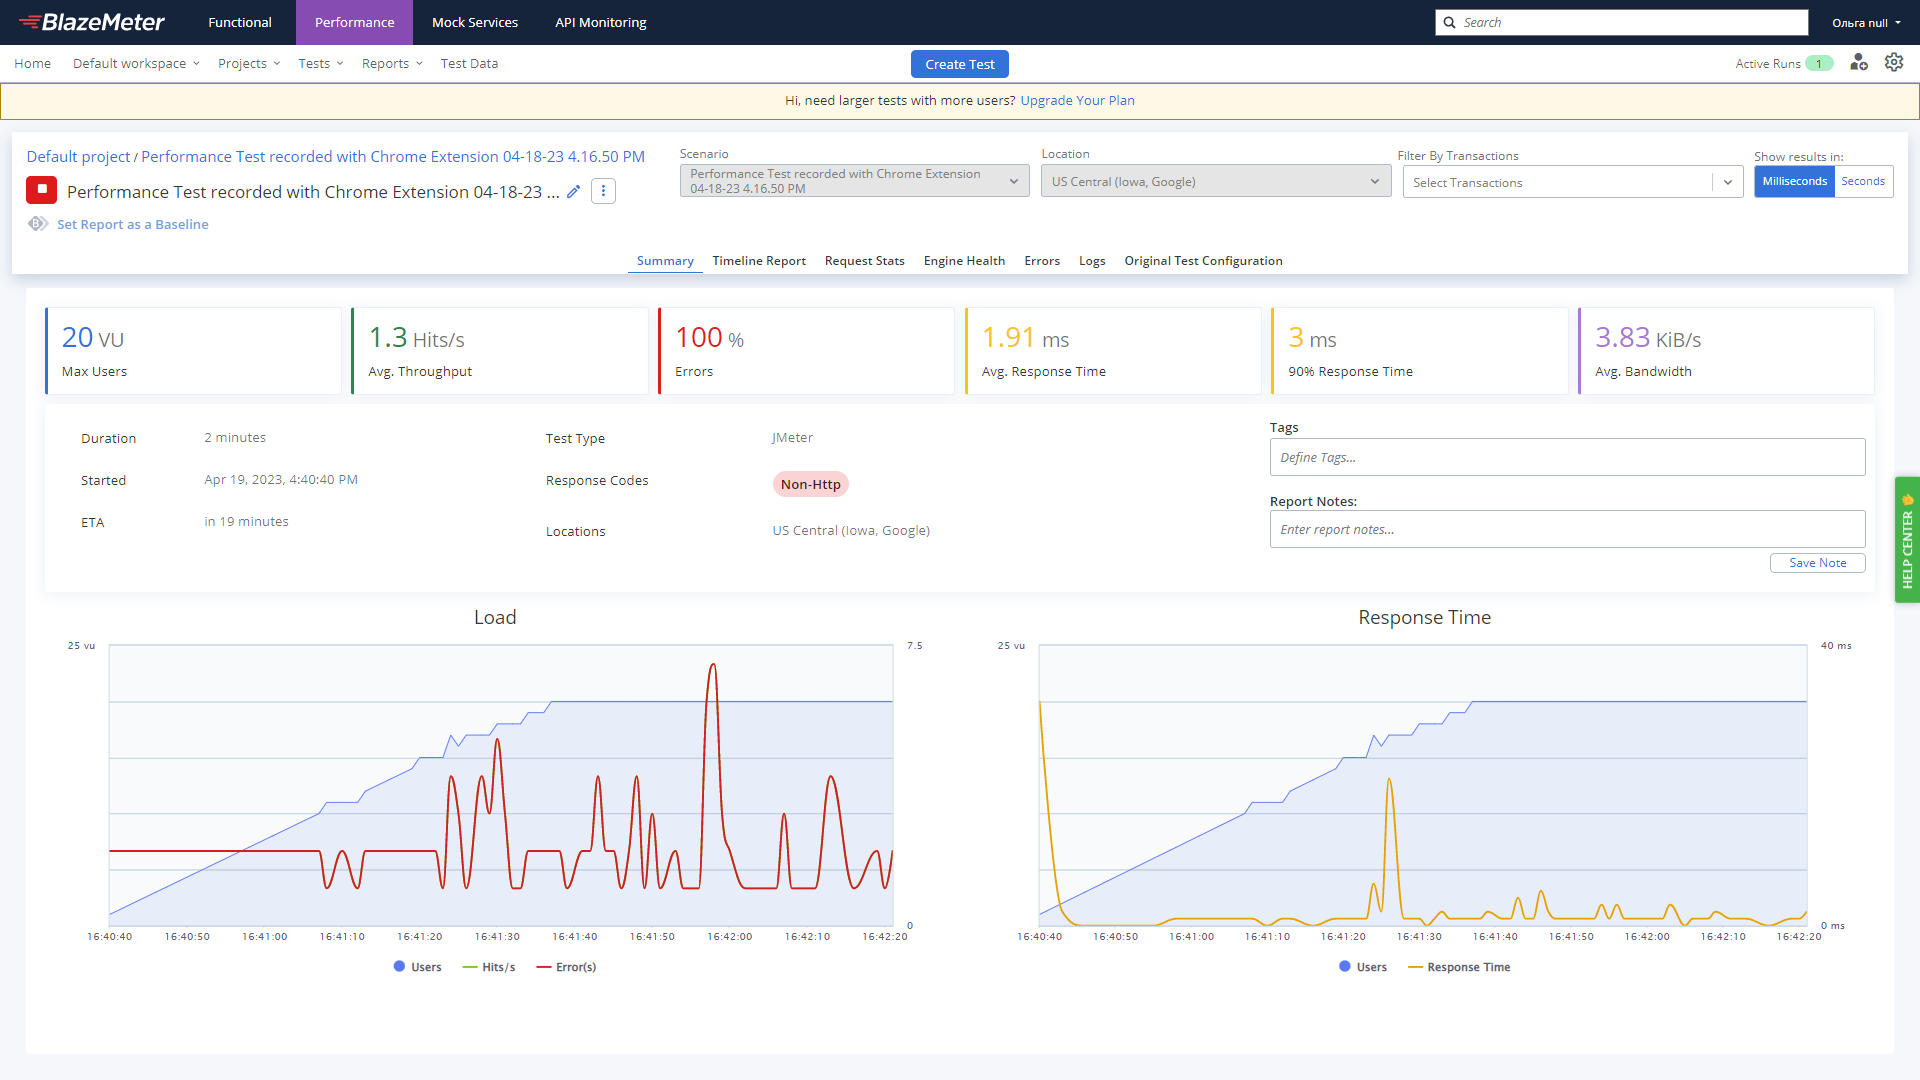 BlazeMeter Functional Performance Mock Services API Monitoring Search Ольга null
Home Default workspace Projects Tests Reports Test Data Create Test Active Runs 1
Hi, need larger tests with more users? Upgrade Your Plan
Default project / Performance Test recorded with Chrome Extension 04-18-23 4.16.50 PM
Performance Test recorded with Chrome Extension 04-18-23 ...
Set Report as a Baseline
Scenario
Performance Test recorded with Chrome Extension
04-18-23 4.16.50 PM
Location
US Central (Iowa, Google)
Filter By Transactions
Select Transactions
Show results in:
Milliseconds Seconds
Summary Timeline Report Request Stats Engine Health Errors Logs Original Test Configuration
20 VU
Max Users
1.3 Hits/s
Avg. Throughput
100 %
Errors
1.91 ms
Avg. Response Time
3 ms
90% Response Time
3.83 KiB/s
Avg. Bandwidth
Duration 2 minutes
Started Apr 19, 2023, 4:40:40 PM
ETA in 19 minutes
Test Type JMeter
Response Codes Non-Http
Locations US Central (Iowa, Google)
Tags
Define Tags...
Report Notes:
Enter report notes...
Save Note
HELP CENTER
Load
25 vu 7.5
0
16:40:40 16:40:50 16:41:00 16:41:10 16:41:20 16:41:30 16:41:40 16:41:50 16:42:00 16:42:10 16:42:20
Users Hits/s Error(s)
Response Time
25 vu 40 ms
0 ms
16:40:40 16:40:50 16:41:00 16:41:10 16:41:20 16:41:30 16:41:40 16:41:50 16:42:00 16:42:10 16:42:20
Users Response Time